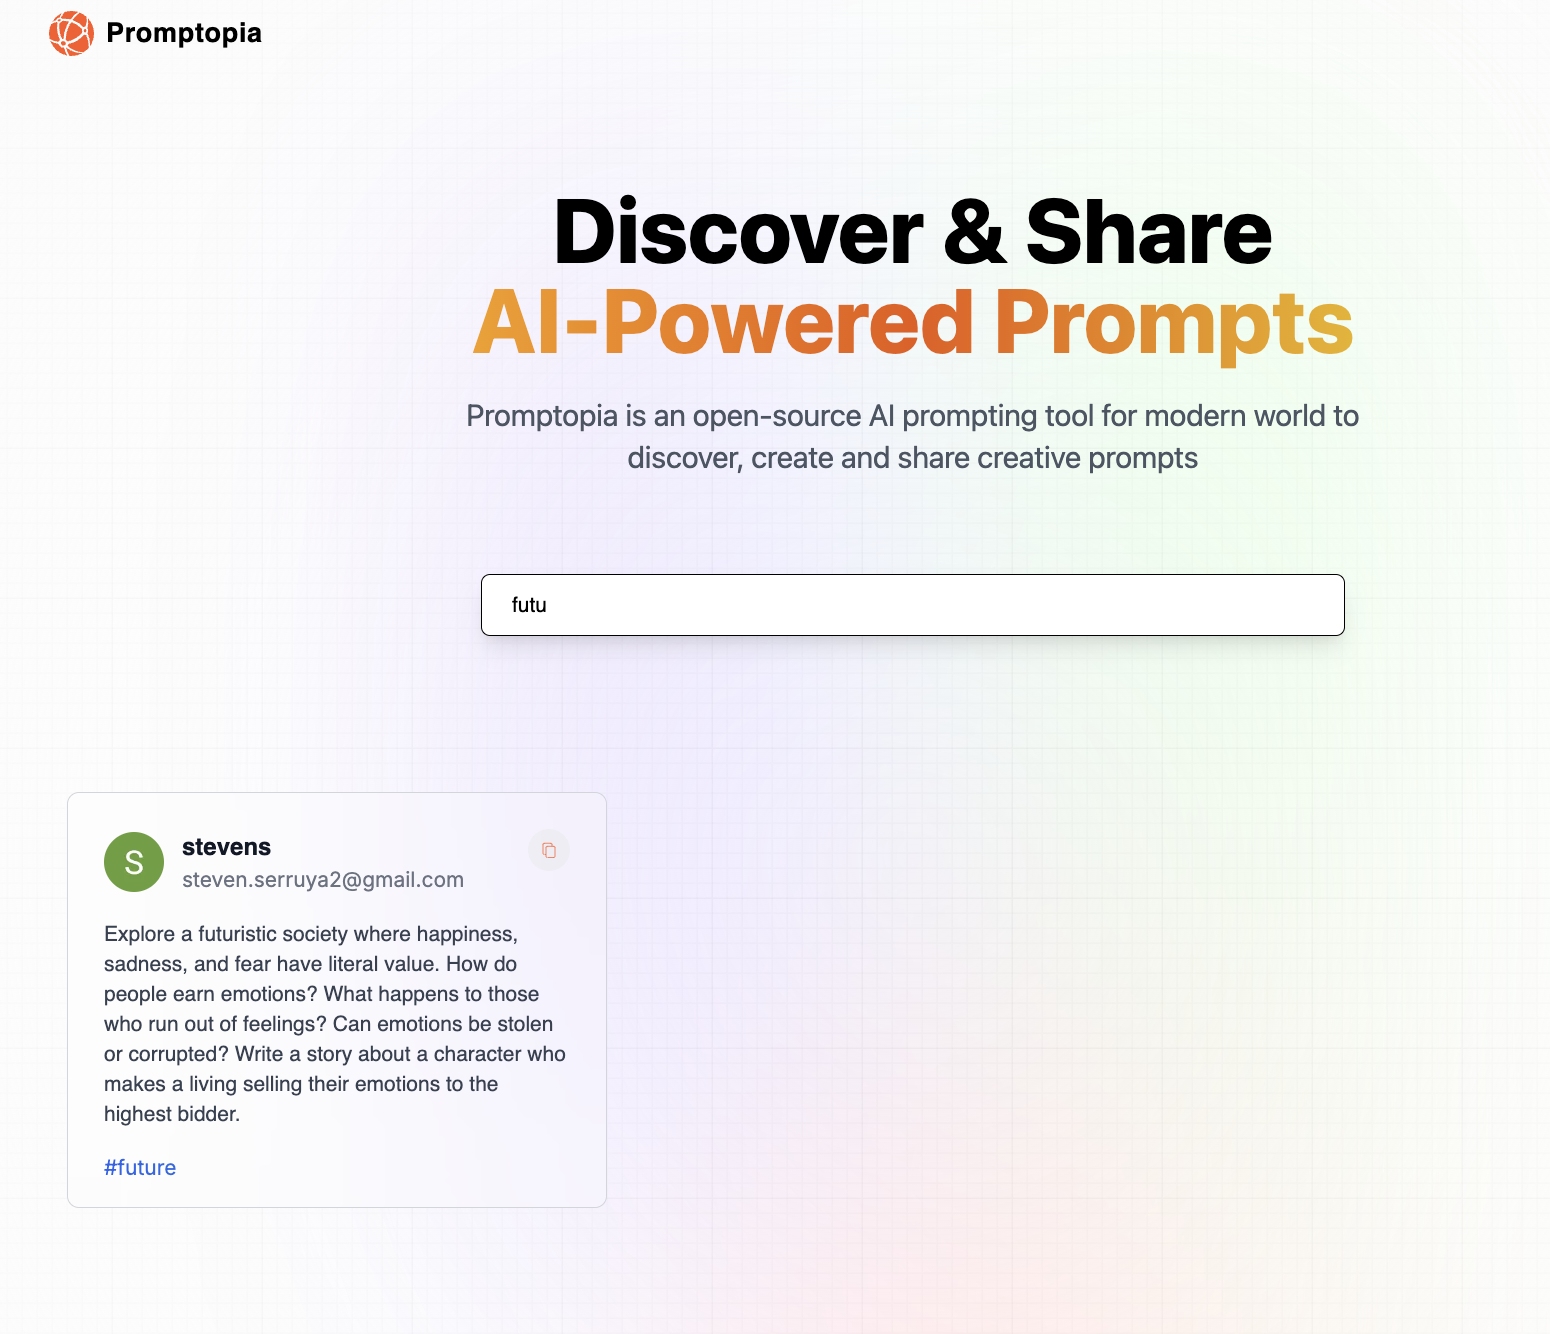 Promptopia
Discover & Share
AI-Powered Prompts
Promptopia is an open-source AI prompting tool for modern world to
discover, create and share creative prompts
futu
S
stevens
steven.serruya2@gmail.com
Explore a futuristic society where happiness,
sadness, and fear have literal value. How do
people earn emotions? What happens to those
who run out of feelings? Can emotions be stolen
or corrupted? Write a story about a character who
makes a living selling their emotions to the
highest bidder.
#future